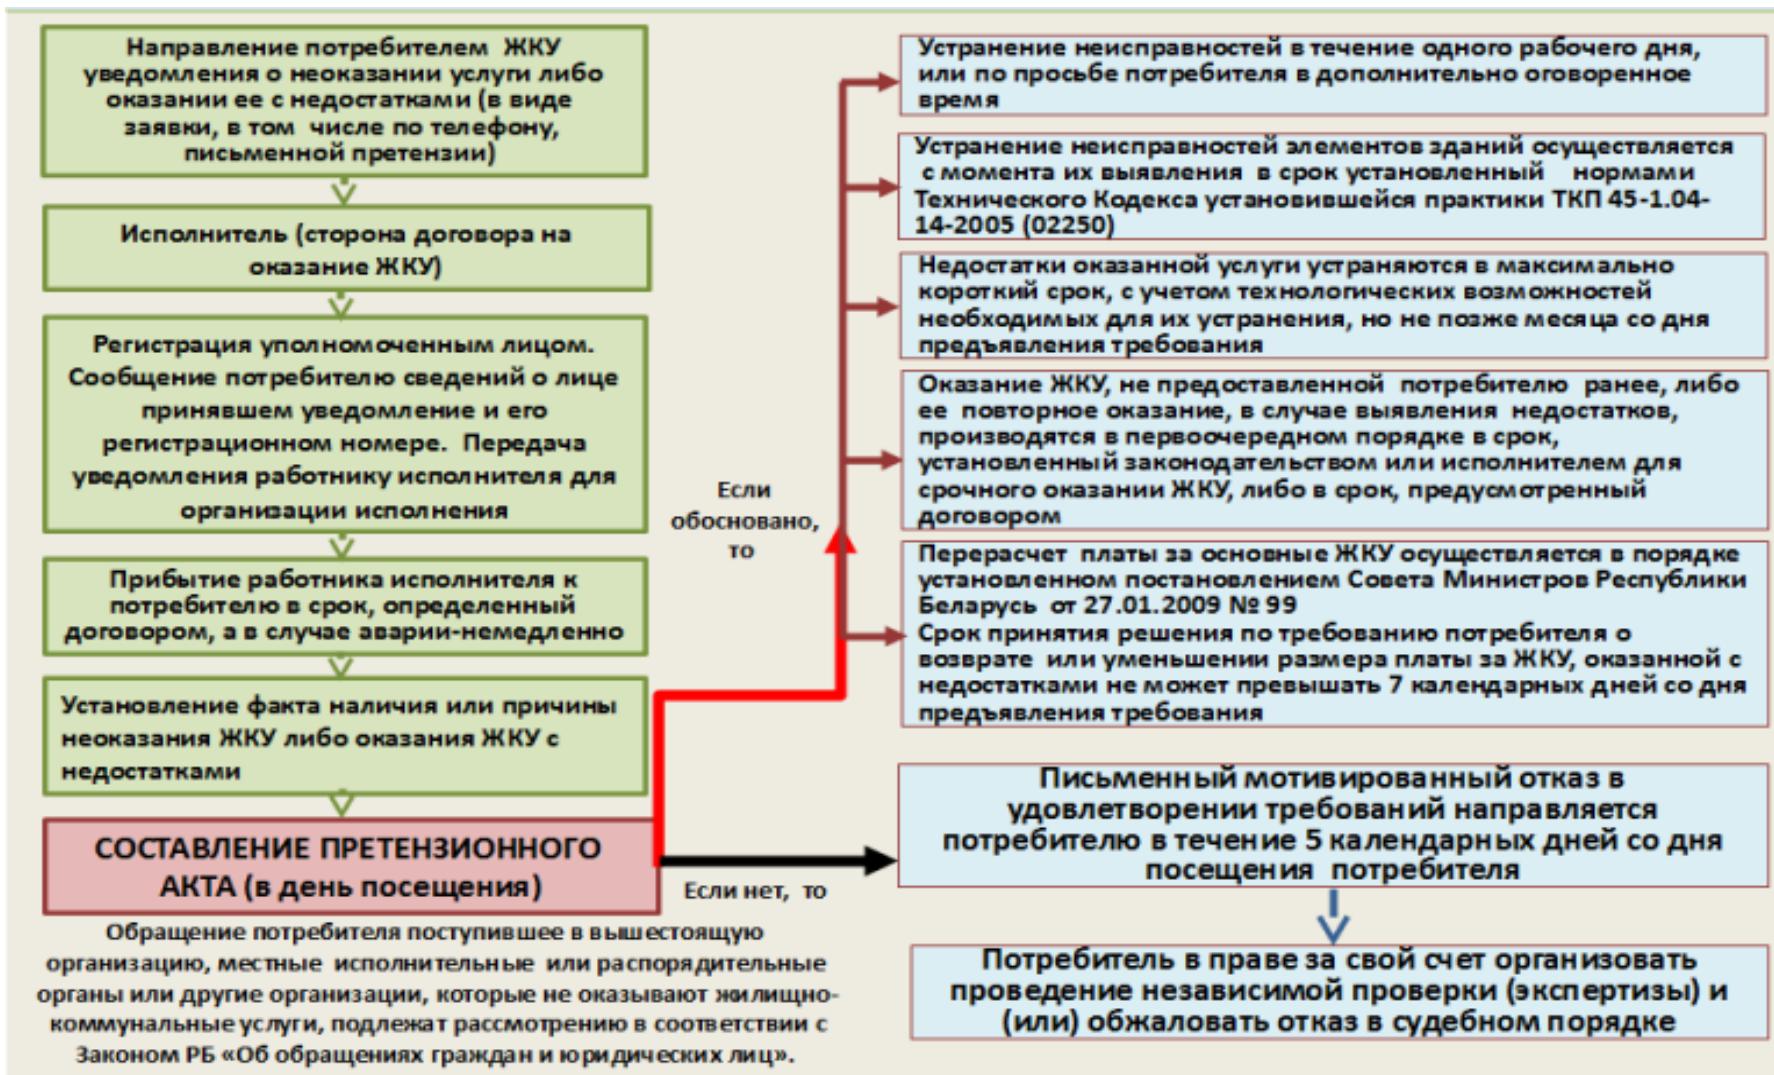 Направление потребителем ЖКУ
уведомления о неоказании услуги либо
оказании ее с недостатками (в виде
заявки, в том числе по телефону,
письменной претензии)
Исполнитель (сторона договора на
оказание ЖКУ)
Регистрация уполномоченным лицом.
Сообщение потребителю сведений о лице
принявшем уведомление и его
регистрационном номере. Передача
уведомления работнику исполнителя для
организации исполнения
Прибытие работника исполнителя к
потребителю в срок, определенный
договором, а в случае аварии-немедленно
Установление факта наличия или причины
неоказания ЖКУ либо оказания ЖКУ с
недостатками
СОСТАВЛЕНИЕ ПРЕТЕНЗИОННОГО
АКТА (в день посещения)
Обращение потребителя поступившее в вышестоящую
организацию, местные исполнительные или распорядительные
органы или другие организации, которые не оказывают жилищно-
коммунальные услуги, подлежат рассмотрению в соответствии с
Законом РБ «Об обращениях граждан и юридических лиц».
Если
обосновано,
то
Устранение неисправностей в течение одного рабочего дня,
или по просьбе потребителя в дополнительно оговоренное
время
Устранение неисправностей элементов зданий осуществляется
с момента их выявления в срок установленный нормами
Технического Кодекса установившейся практики ТКП 45-1.04-
14-2005 (02250)
Недостатки оказанной услуги устраняются в максимально
короткий срок, с учетом технологических возможностей
необходимых для их устранения, но не позже месяца со дня
предъявления требования
Оказание ЖКУ, не предоставленной потребителю ранее, либо
ее повторное оказание, в случае выявления недостатков,
производятся в первоочередном порядке в срок,
установленный законодательством или исполнителем для
срочного оказании ЖКУ, либо в срок, предусмотренный
договором
Перерасчет платы за основные ЖКУ осуществляется в порядке
установленном постановлением Совета Министров Республики
Беларусь от 27.01.2009 № 99
Срок принятия решения по требованию потребителя о
возврате или уменьшении размера платы за ЖКУ, оказанной с
недостатками не может превышать 7 календарных дней со дня
предъявления требования
Если нет, то
Письменный мотивированный отказ в
удовлетворении требований направляется
потребителю в течение 5 календарных дней со дня
посещения потребителя
Потребитель в праве за свой счет организовать
проведение независимой проверки (экспертизы) и
(или) обжаловать отказ в судебном порядке